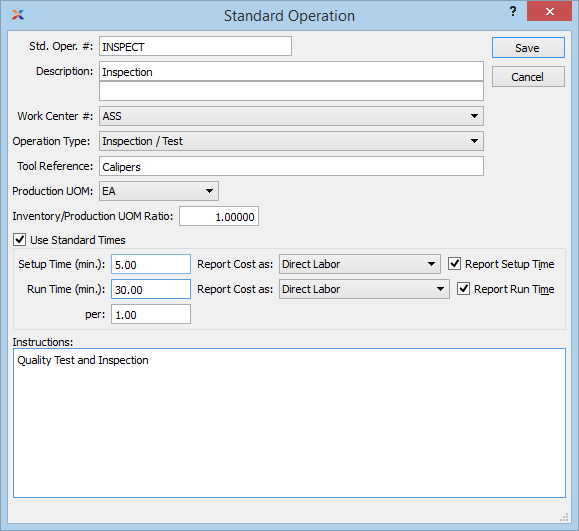 Standard Operation
?
Std. Oper. #: INSPECT Save
Description: Inspection Cancel
Work Center #: ASS
Operation Type: Inspection / Test
Tool Reference: Calipers
Production UOM: EA
Inventory/Production UOM Ratio: 1.00000
Use Standard Times
Setup Time (min.): 5.00 Report Cost as: Direct Labor Report Setup Time
Run Time (min.): 30.00 Report Cost as: Direct Labor Report Run Time
per: 1.00
Instructions:
Quality Test and Inspection